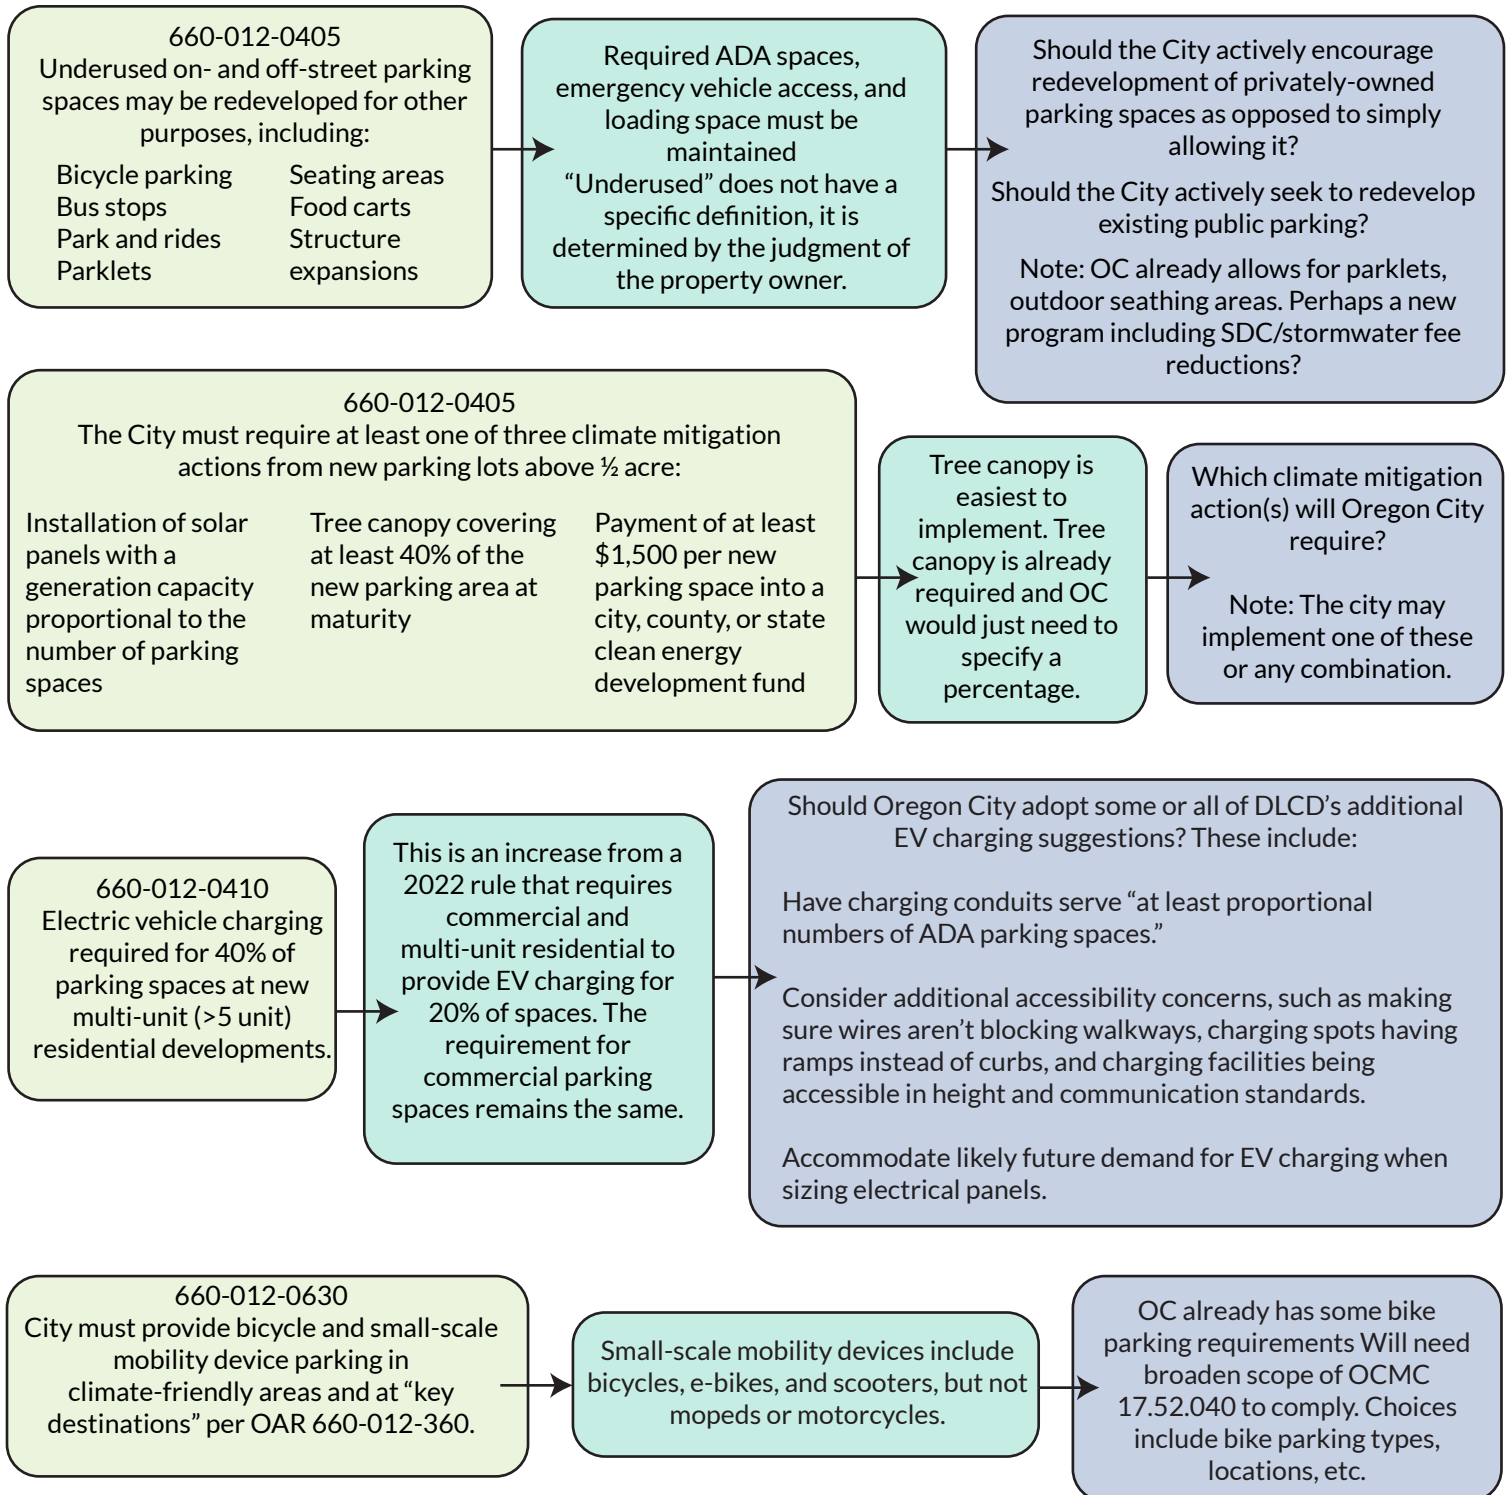 660-012-0405
Underused on- and off-street parking
spaces may be redeveloped for other
purposes, including:
Bicycle parking
Bus stops
Park and rides
Parklets
Seating areas
Food carts
Structure
expansions
Required ADA spaces,
emergency vehicle access, and
loading space must be
maintained
“Underused” does not have a
specific definition, it is
determined by the judgment of
the property owner.
Should the City actively encourage
redevelopment of privately-owned
parking spaces as opposed to simply
allowing it?
Should the City actively seek to redevelop
existing public parking?
Note: OC already allows for parklets,
outdoor seathing areas. Perhaps a new
program including SDC/stormwater fee
reductions?
660-012-0405
The City must require at least one of three climate mitigation
actions from new parking lots above ½ acre:
Installation of solar
panels with a
generation capacity
proportional to the
number of parking
spaces
Tree canopy covering
at least 40% of the
new parking area at
maturity
Payment of at least
$1,500 per new
parking space into a
city, county, or state
clean energy
development fund
Tree canopy is
easiest to
implement. Tree
canopy is already
required and OC
would just need to
specify a
percentage.
Which climate mitigation
action(s) will Oregon City
require?
Note: The city may
implement one of these
or any combination.
660-012-0410
Electric vehicle charging
required for 40% of
parking spaces at new
multi-unit (>5 unit)
residential developments.
This is an increase from a
2022 rule that requires
commercial and
multi-unit residential to
provide EV charging for
20% of spaces. The
requirement for
commercial parking
spaces remains the same.
Should Oregon City adopt some or all of DLCD’s additional
EV charging suggestions? These include:
Have charging conduits serve “at least proportional
numbers of ADA parking spaces.”
Consider additional accessibility concerns, such as making
sure wires aren’t blocking walkways, charging spots having
ramps instead of curbs, and charging facilities being
accessible in height and communication standards.
Accommodate likely future demand for EV charging when
sizing electrical panels.
660-012-0630
City must provide bicycle and small-scale
mobility device parking in
climate-friendly areas and at “key
destinations” per OAR 660-012-360.
Small-scale mobility devices include
bicycles, e-bikes, and scooters, but not
mopeds or motorcycles.
OC already has some bike
parking requirements Will need
broaden scope of OCMC
17.52.040 to comply. Choices
include bike parking types,
locations, etc.